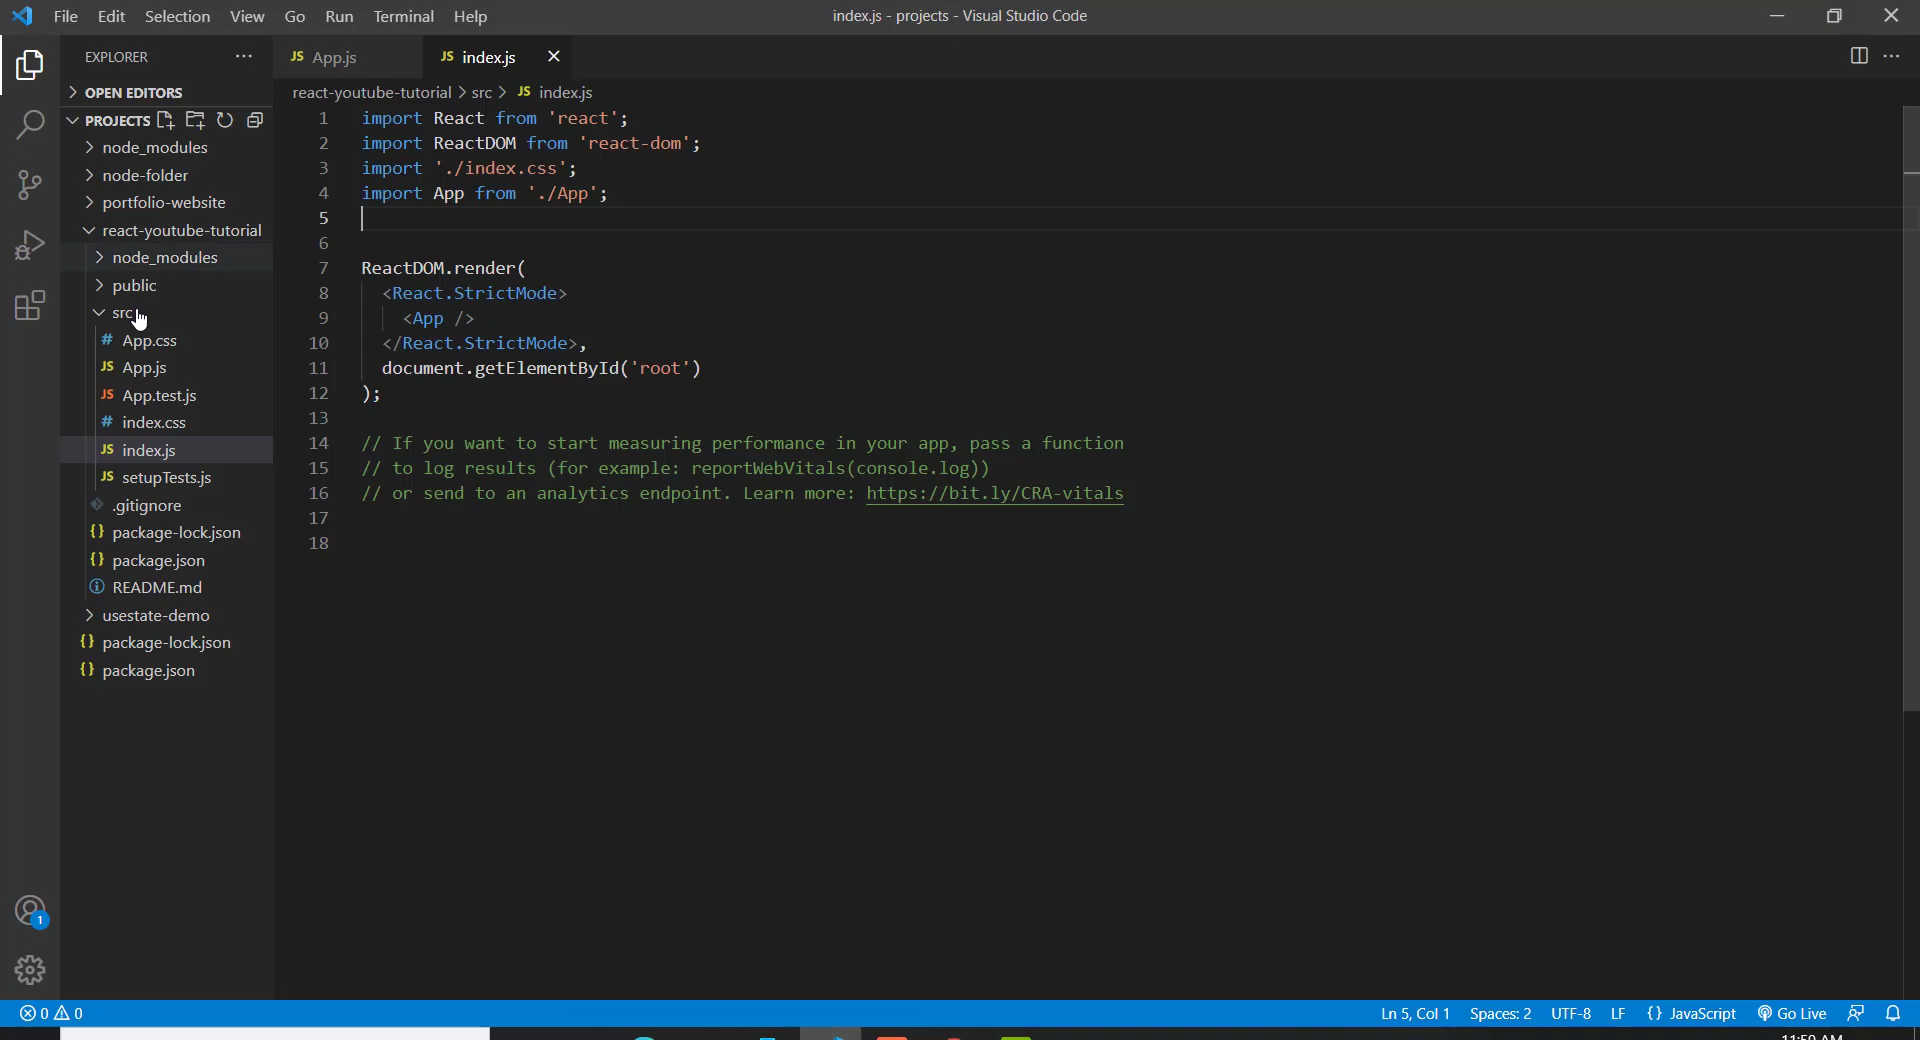 File Edit Selection View Go Run Terminal Help
index.js - projects - Visual Studio Code
EXPLORER
OPEN EDITORS
PROJECTS
node_modules
node-folder
portfolio-website
react-youtube-tutorial
node_modules
public
src
# App.css
JS App.js
JS App.test.js
# index.css
JS index.js
JS setupTests.js
.gitignore
{} package-lock.json
{} package.json
README.md
usestate-demo
{} package-lock.json
{} package.json
1
JS App.js
JS index.js
react-youtube-tutorial > src > JS index.js
1 import React from 'react';
2 import ReactDOM from 'react-dom';
3 import './index.css';
4 import App from './App';
5
6
7 ReactDOM.render(
8 <React.StrictMode>
9 <App />
10 </React.StrictMode>,
11 document.getElementById('root')
12 );
13
14 // If you want to start measuring performance in your app, pass a function
15 // to log results (for example: reportWebVitals(console.log))
16 // or send to an analytics endpoint. Learn more: https://bit.ly/CRA-vitals
17
18
0 0
Ln 5, Col 1 Spaces: 2 UTF-8 LF {} JavaScript Go Live
11:59 AM